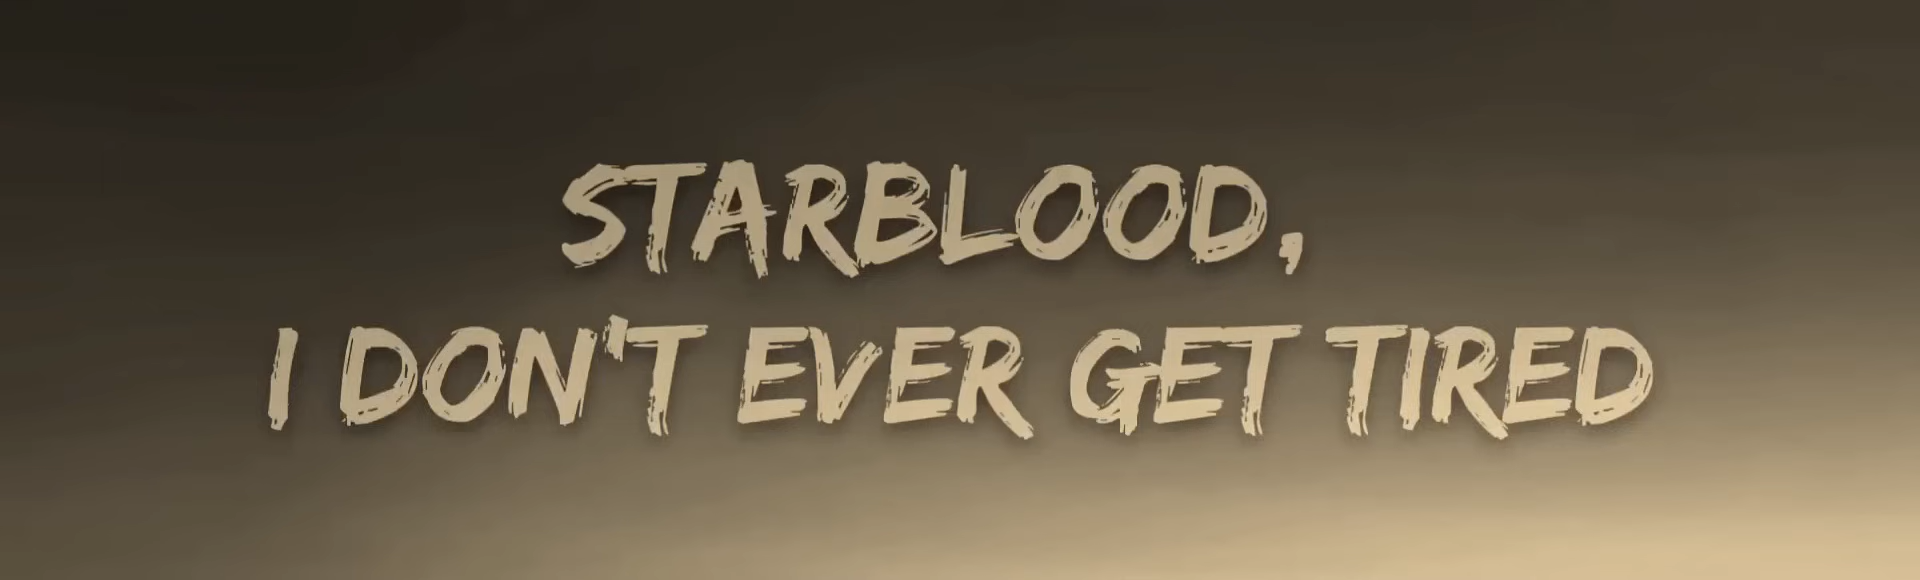 STARBLOOD,
I DON'T EVER GET TIRED